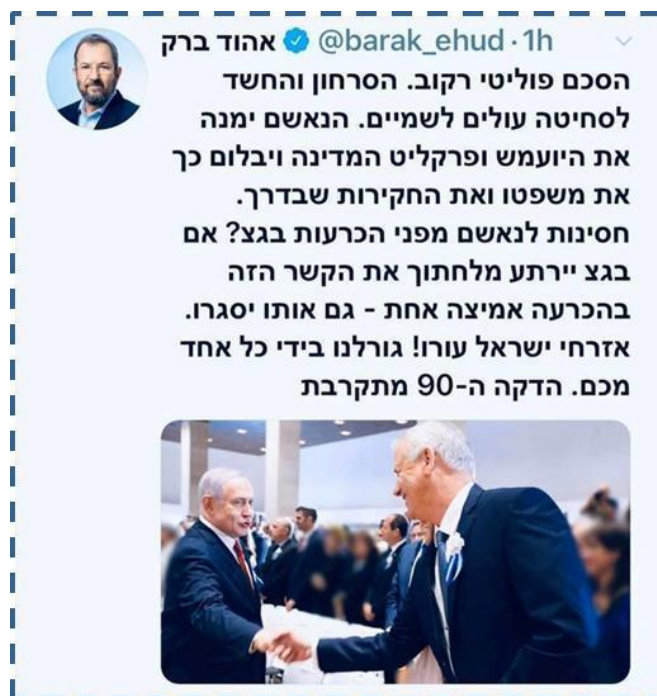 אהוד ברק @barak_ehud · 1h
הסכם פוליטי רקוב. הסרחון והחשד
לסחיטה עולים לשמיים. הנאשם ימנה
את היועמש ופרקליט המדינה ויבלום כך
את משפטו ואת החקירות שבדרך.
חסינות לנאשם מפני הכרעות בגצ? אם
בגצ יירתע מלחתוך את הקשר הזה
בהכרעה אמיצה אחת - גם אותו יסגרו.
אזרחי ישראל עורו! גורלנו בידי כל אחד
מכם. הדקה ה-90 מתקרבת